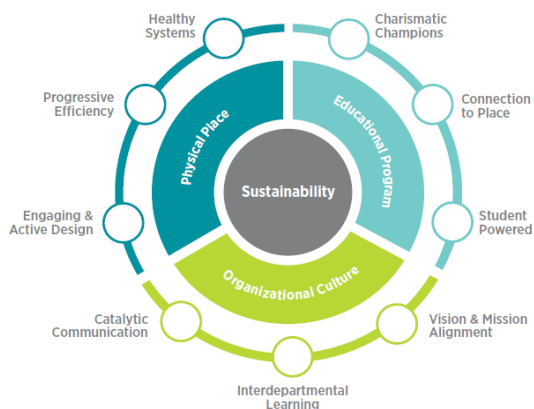 Healthy
Systems
Charismatic
Champions
Progressive
Efficiency
Connection
to Place
Physical Place
Educational Program
Sustainability
Engaging &
Active Design
Student
Powered
Organizational Culture
Catalytic
Communication
Vision & Mission
Alignment
Interdepartmental
Learning